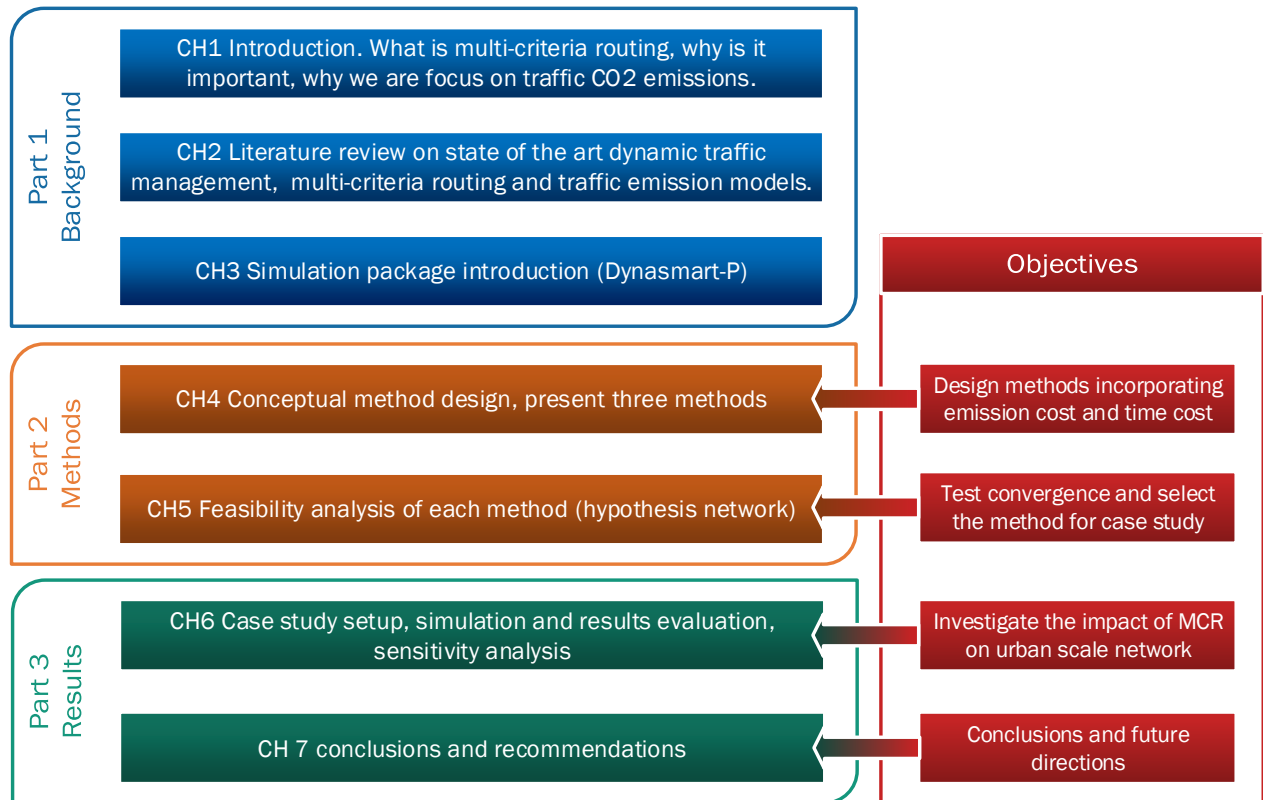 Part 1
Background
CH1 Introduction. What is multi-criteria routing, why is it
important, why we are focus on traffic CO2 emissions.
CH2 Literature review on state of the art dynamic traffic
management, multi-criteria routing and traffic emission models.
CH3 Simulation package introduction (Dynasmart-P)
Objectives
Part 2
Methods
CH4 Conceptual method design, present three methods
Design methods incorporating
emission cost and time cost
CH5 Feasibility analysis of each method (hypothesis network)
Test convergence and select
the method for case study
Part 3
Results
CH6 Case study setup, simulation and results evaluation,
sensitivity analysis
Investigate the impact of MCR
on urban scale network
CH 7 conclusions and recommendations
Conclusions and future
directions